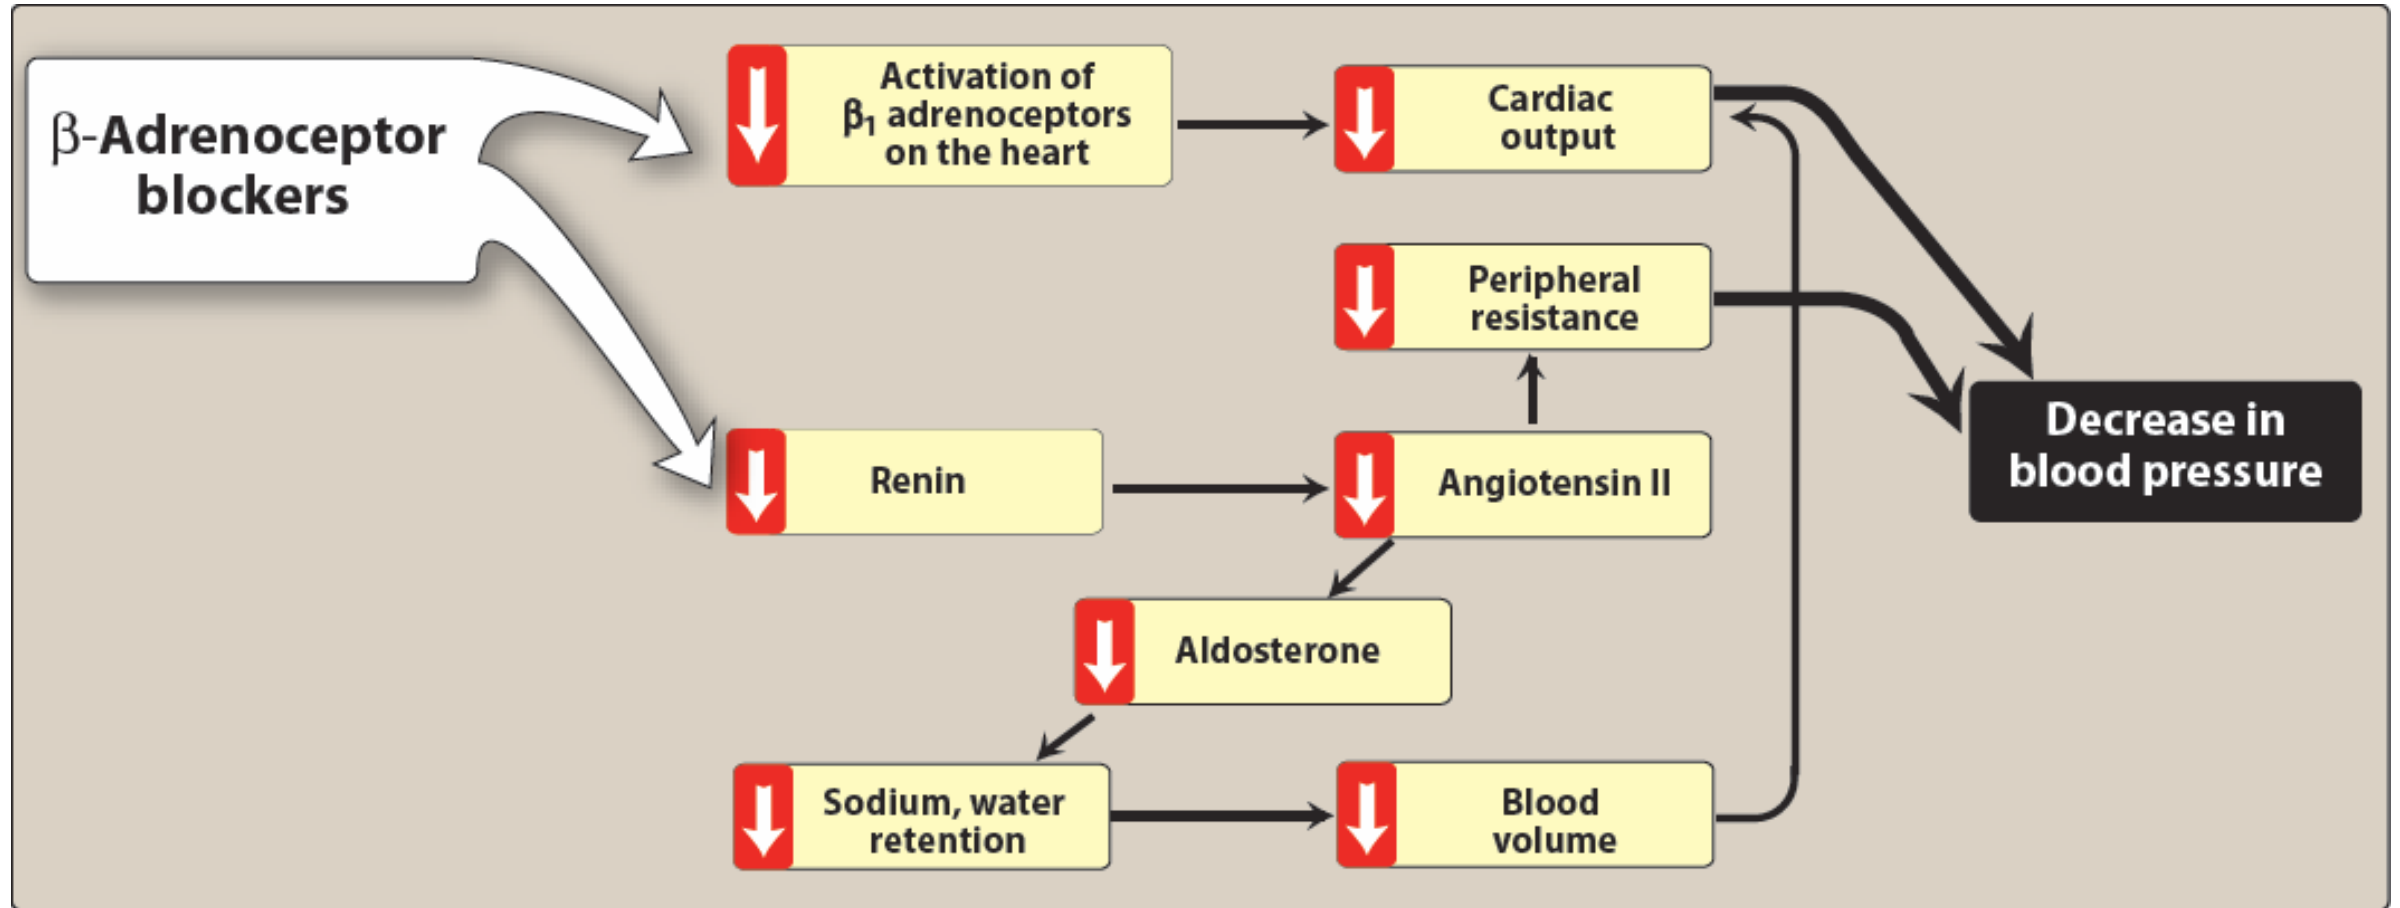 β-Adrenoceptor
blockers
Activation of
β1 adrenoceptors
on the heart
Cardiac
output
Peripheral
resistance
Renin
Angiotensin II
Decrease in
blood pressure
Aldosterone
Sodium, water
retention
Blood
volume